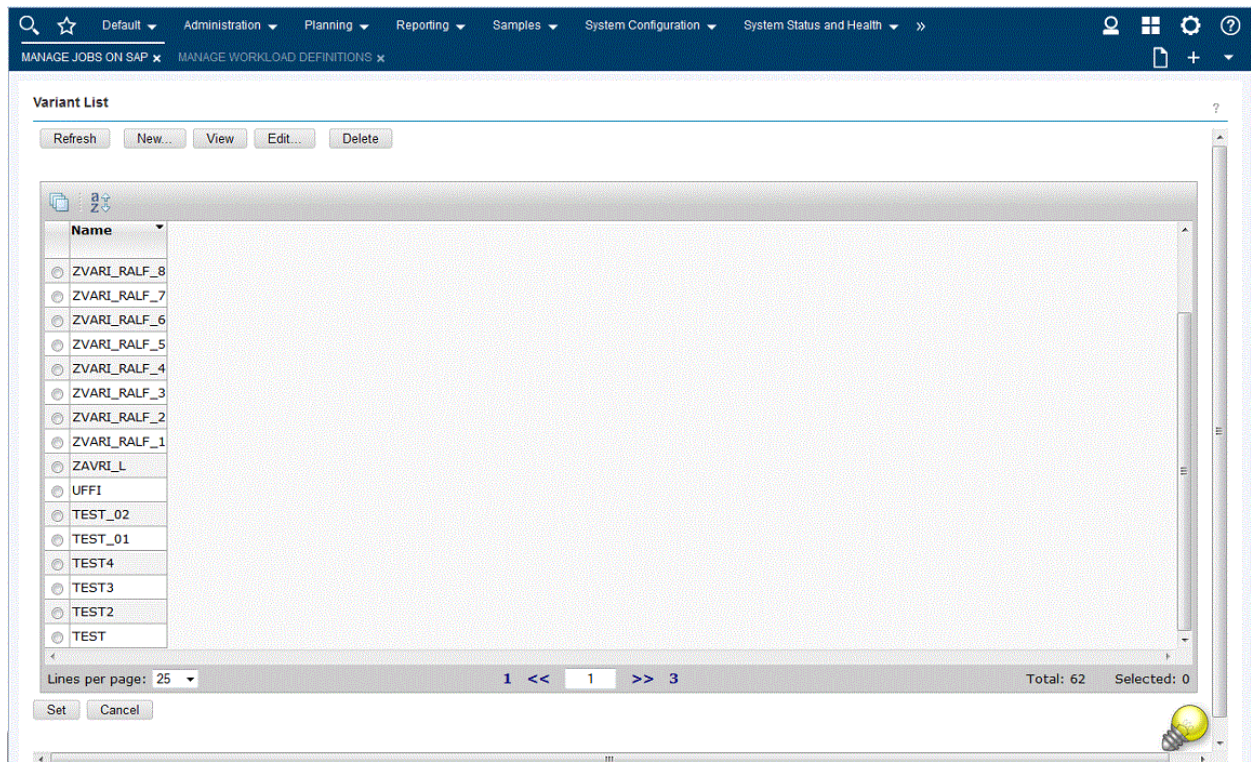 Default Administration Planning Reporting Samples System Configuration System Status and Health »
MANAGE JOBS ON SAP x MANAGE WORKLOAD DEFINITIONS x
Variant List
?
Refresh New... View Edit... Delete
Name
ZVARI_RALF_8
ZVARI_RALF_7
ZVARI_RALF_6
ZVARI_RALF_5
ZVARI_RALF_4
ZVARI_RALF_3
ZVARI_RALF_2
ZVARI_RALF_1
ZAVRI_L
UFFI
TEST_02
TEST_01
TEST4
TEST3
TEST2
TEST
Lines per page: 25 1 << 1 >> 3 Total: 62 Selected: 0
Set Cancel